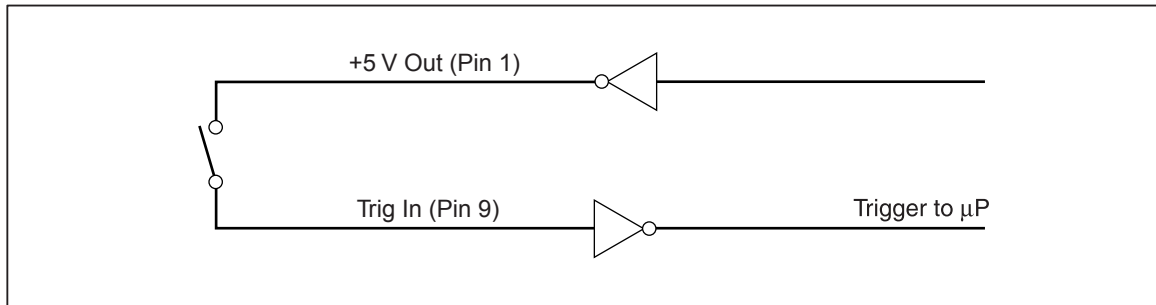 +5 V Out (Pin 1)
Trig In (Pin 9)
Trigger to μP